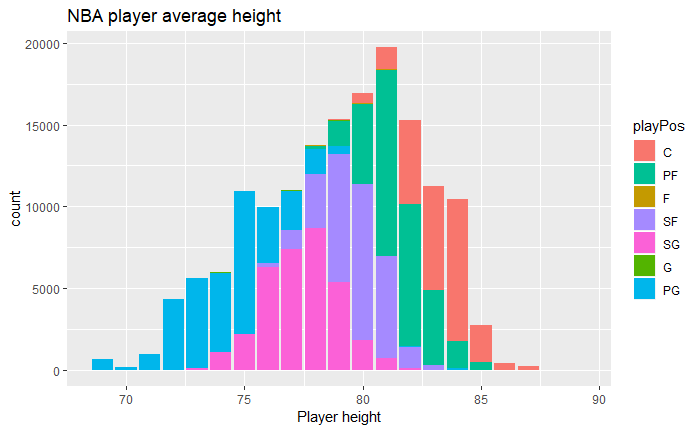 NBA player average height
20000
15000
10000
5000
0
count
70
75
80
85
90
Player height
playPos
C
PF
F
SF
SG
G
PG